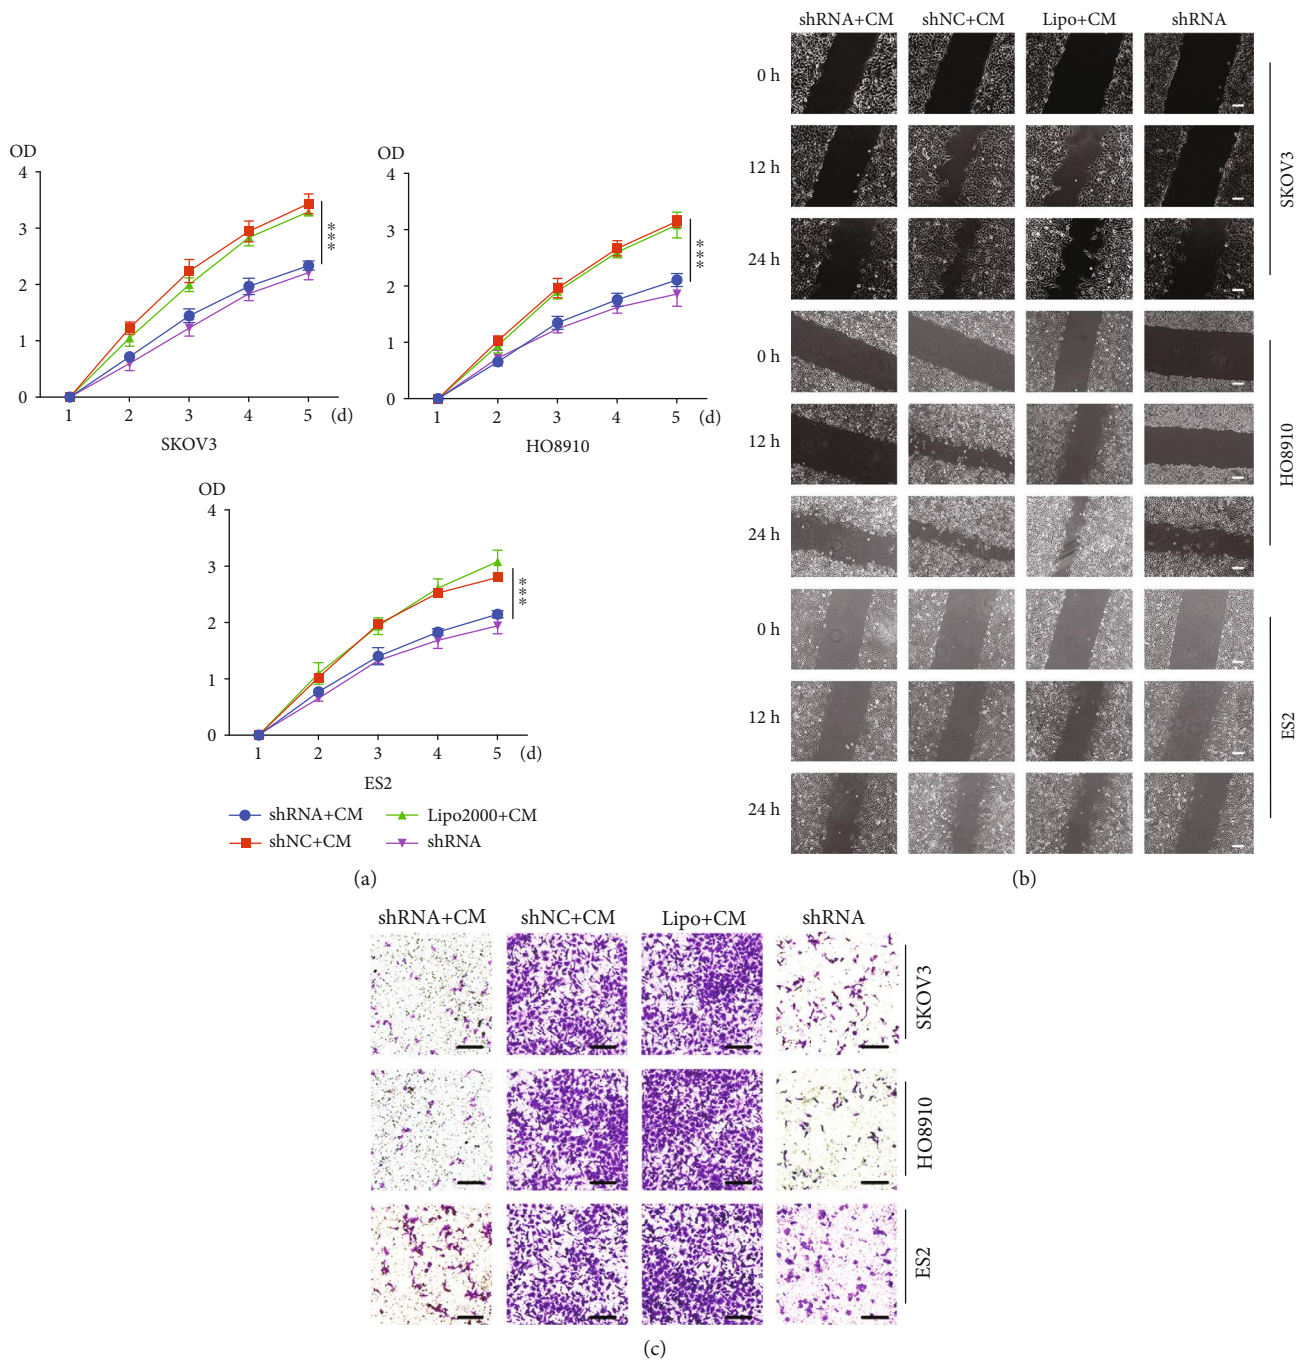 OD
4
3
2
1
0
1 2 3 4 5 (d)
SKOV3
***
OD
4
3
2
1
0
1 2 3 4 5 (d)
HO8910
***
OD
4
3
2
1
0
1 2 3 4 5 (d)
ES2
***
shRNA+CM Lipo2000+CM
shNC+CM shRNA
(a)
shRNA+CM shNC+CM Lipo+CM shRNA
0 h
12 h
24 h
SKOV3
0 h
12 h
24 h
HO8910
0 h
12 h
24 h
ES2
(b)
shRNA+CM shNC+CM Lipo+CM shRNA
SKOV3
HO8910
ES2
(c)